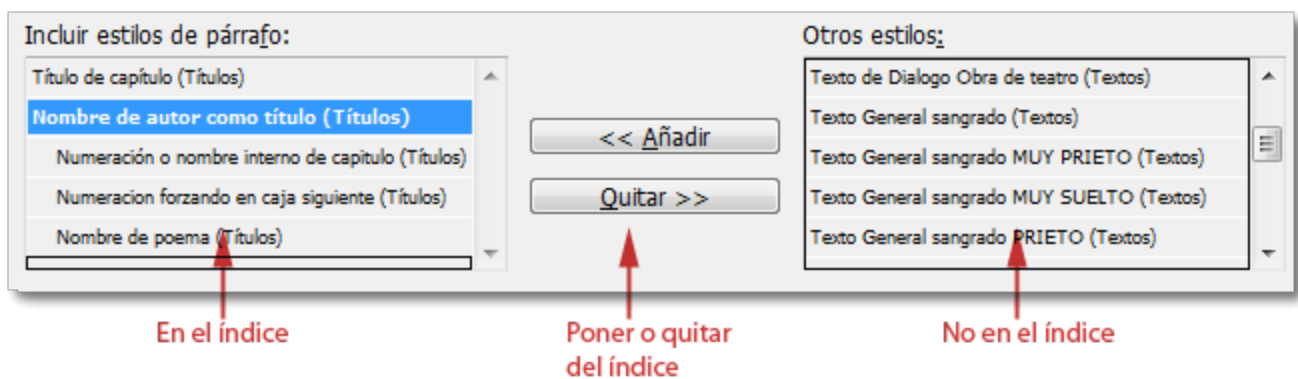 Incluir estilos de párrafo:
Título de capítulo (Títulos)
Nombre de autor como título (Títulos)
Numeración o nombre interno de capitulo (Títulos)
Numeracion forzando en caja siguiente (Títulos)
Nombre de poema (Títulos)
<< Añadir
Quitar >>
Otros estilos:
Texto de Dialogo Obra de teatro (Textos)
Texto General sangrado (Textos)
Texto General sangrado MUY PRIETO (Textos)
Texto General sangrado MUY SUELTO (Textos)
Texto General sangrado PRIETO (Textos)
En el índice
Poner o quitar
del índice
No en el índice